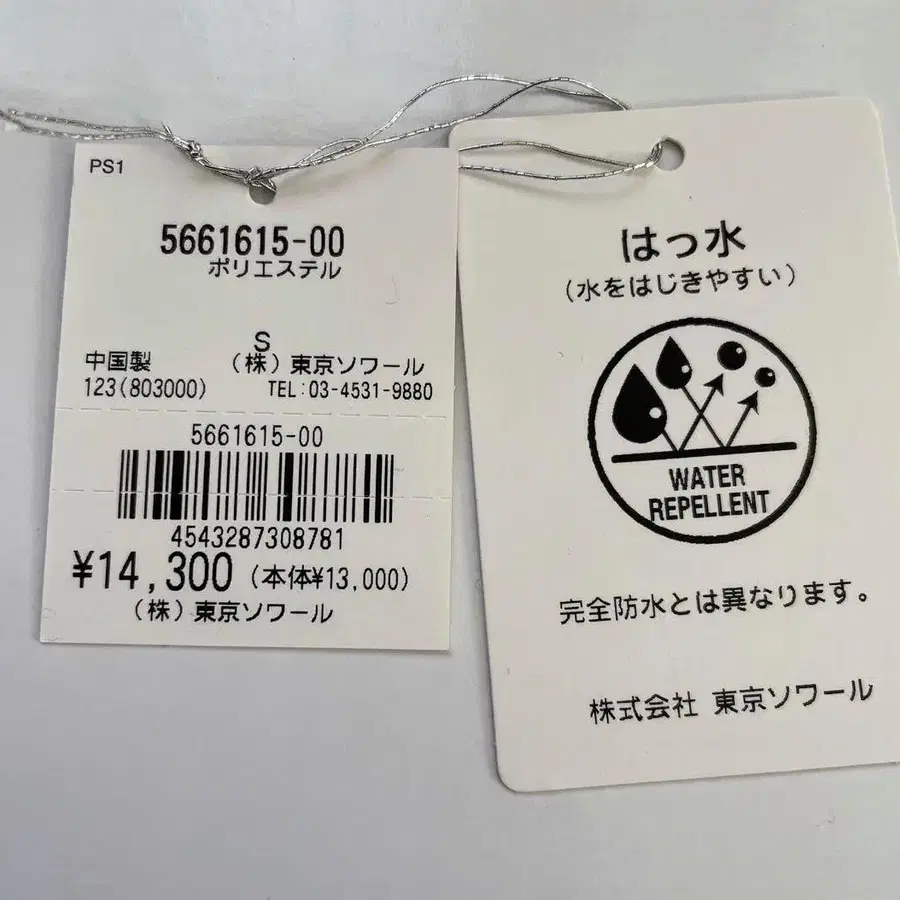 PS1
5661615-00
ポリエステル
S
中国製 （株）東京ソワール
123(803000) TEL:03-4531-9880
5661615-00
4543287308781
¥14,300（本体¥13,000）
（株）東京ソワール
はっ水
（水をはじきやすい）
WATER
REPELLENT
完全防水とは異なります。
株式会社 東京ソワール